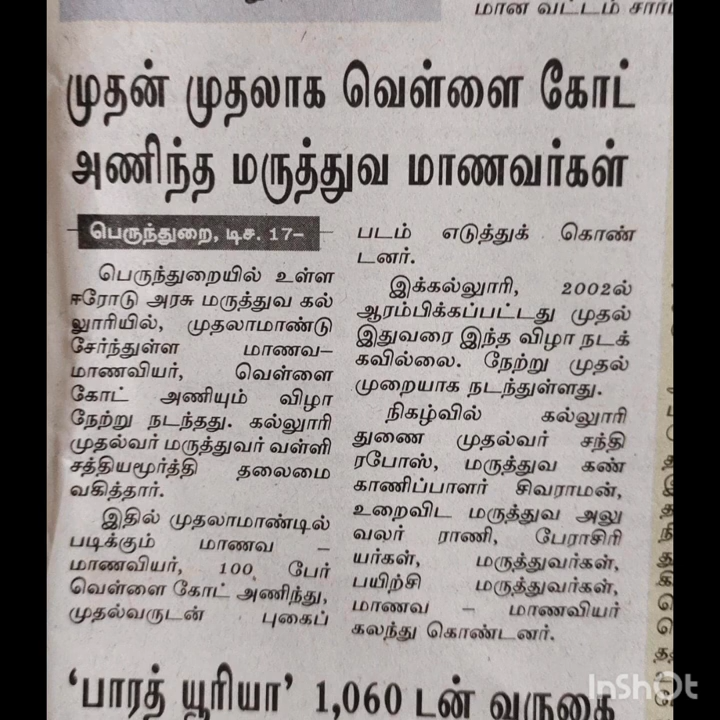 மான வட்டம் சார்
முதன் முதலாக வெள்ளை கோட்
அணிந்த மருத்துவ மாணவர்கள்
பெருந்துறை, டிச. 17–
பெருந்துறையில் உள்ள
ஈரோடு அரசு மருத்துவ கல்
லூரியில், முதலாமாண்டு
சேர்ந்துள்ள மாணவ–
மாணவியர், வெள்ளை
கோட் அணியும் விழா
நேற்று நடந்தது. கல்லூரி
முதல்வர் மருத்துவர் வள்ளி
சத்தியமூர்த்தி தலைமை
வகித்தார்.
இதில் முதலாமாண்டில்
படிக்கும் மாணவ –
மாணவியர், 100 பேர்
வெள்ளை கோட் அணிந்து,
முதல்வருடன் புகைப்
படம் எடுத்துக் கொண்
டனர்.
இக்கல்லூரி, 2002ல்
ஆரம்பிக்கப்பட்டது முதல்
இதுவரை இந்த விழா நடக்
கவில்லை. நேற்று முதல்
முறையாக நடந்துள்ளது.
நிகழ்வில் கல்லூரி
துணை முதல்வர் சந்தி
ரபோஸ், மருத்துவ கண்
காணிப்பாளர் சிவராமன்,
உறைவிட மருத்துவ அலு
வலர் ராணி, பேராசிரி
யர்கள், மருத்துவர்கள்,
பயிற்சி மருத்துவர்கள்,
மாணவ – மாணவியர்
கலந்து கொண்டனர்.
‘பாரத் யூரியா’ 1,060 டன் வருகை
InShOt